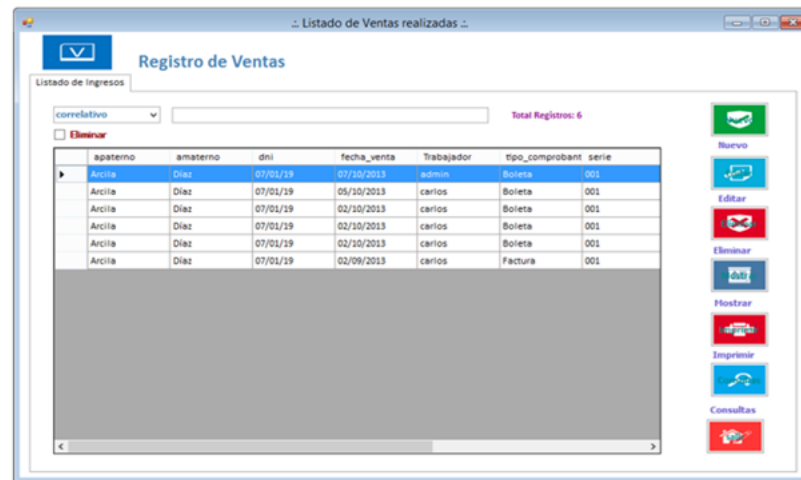 .:. Listado de Ventas realizadas .:.
V
Registro de Ventas
Listado de Ingresos
correlativo
Total Registros: 6
Eliminar
apaterno amaterno dni fecha_venta Trabajador tipo_comprobant serie
Arcila Díaz 07/01/19 07/10/2013 admin Boleta 001
Arcila Díaz 07/01/19 05/10/2013 carlos Boleta 001
Arcila Díaz 07/01/19 02/10/2013 carlos Boleta 001
Arcila Díaz 07/01/19 02/10/2013 carlos Boleta 001
Arcila Díaz 07/01/19 02/10/2013 carlos Boleta 001
Arcila Díaz 07/01/19 02/09/2013 carlos Factura 001
Nuevo
Editar
Eliminar
Mostrar
Imprimir
Consultas